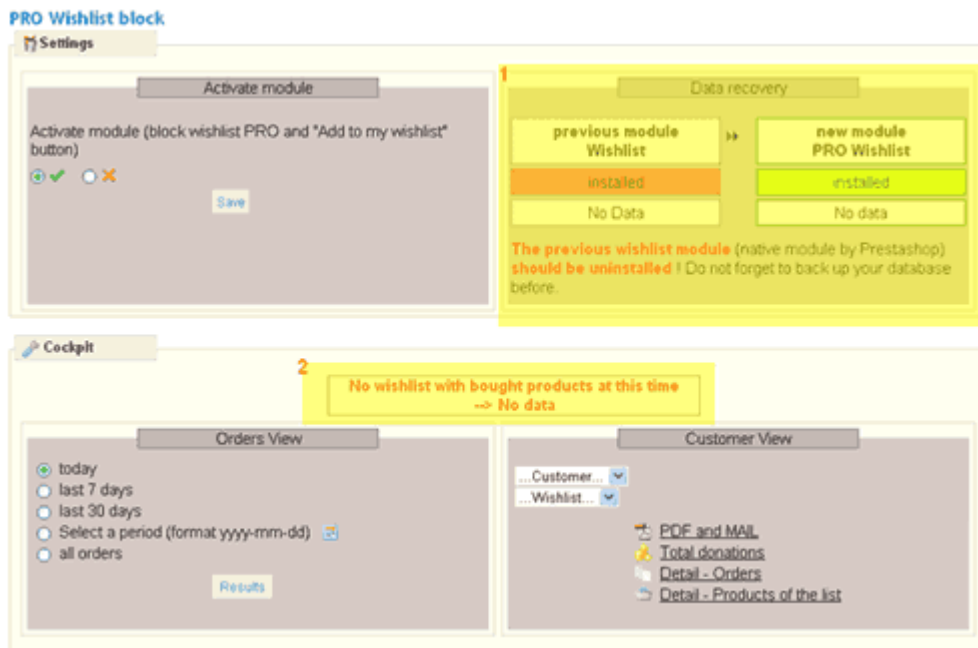 PRO Wishlist block
Settings
Activate module
Activate module (block wishlist PRO and "Add to my wishlist"
button)
Save
1
Data recovery
previous module
Wishlist
new module
PRO Wishlist
installed
installed
No Data
No data
The previous wishlist module (native module by Prestashop)
should be uninstalled ! Do not forget to back up your database
before.
Cockpit
2
No wishlist with bought products at this time
--> No data
Orders View
today
last 7 days
last 30 days
Select a period (format yyyy-mm-dd)
all orders
Results
Customer View
...Customer...
...Wishlist...
PDF and MAIL
Total donations
Detail - Orders
Detail - Products of the list